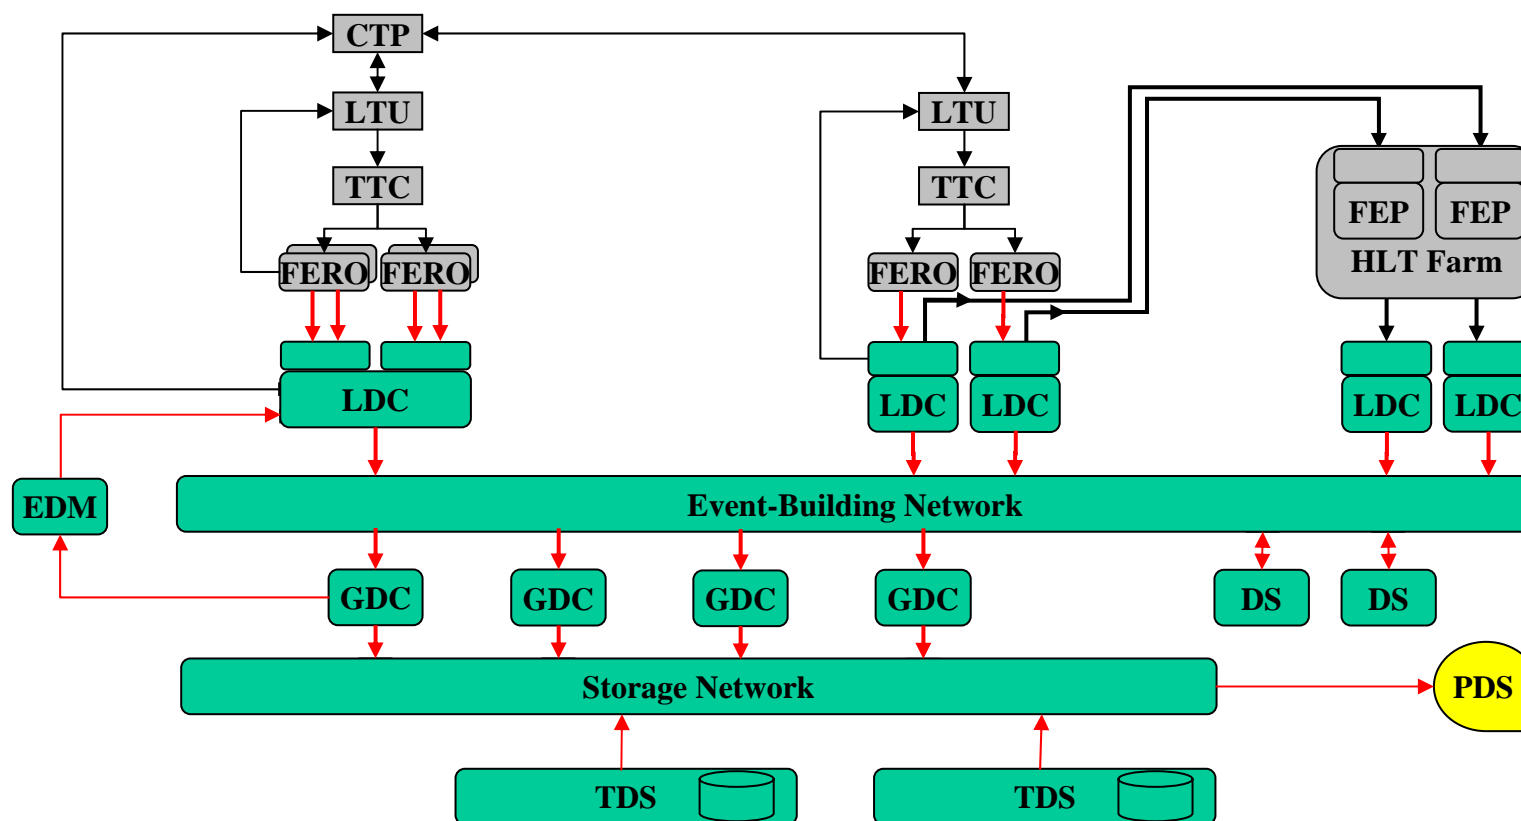 CTP
LTU
LTU
TTC
TTC
FEP
FEP
HLT Farm
FERO
FERO
FERO
FERO
LDC
LDC
LDC
LDC
LDC
EDM
Event-Building Network
GDC
GDC
GDC
GDC
DS
DS
Storage Network
PDS
TDS
TDS